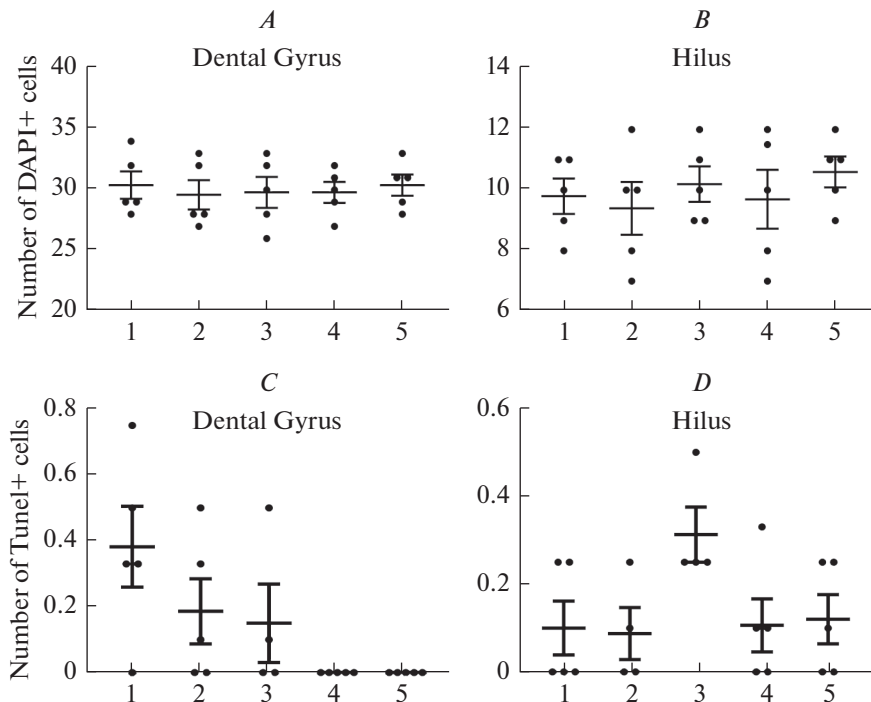 A
Dental Gyrus
Number of DAPI+ cells
40
35
30
25
20
1 2 3 4 5
B
Hilus
14
12
10
8
6
1 2 3 4 5
C
Dental Gyrus
Number of Tunel+ cells
0.8
0.6
0.4
0.2
0
1 2 3 4 5
D
Hilus
0.6
0.4
0.2
0
1 2 3 4 5